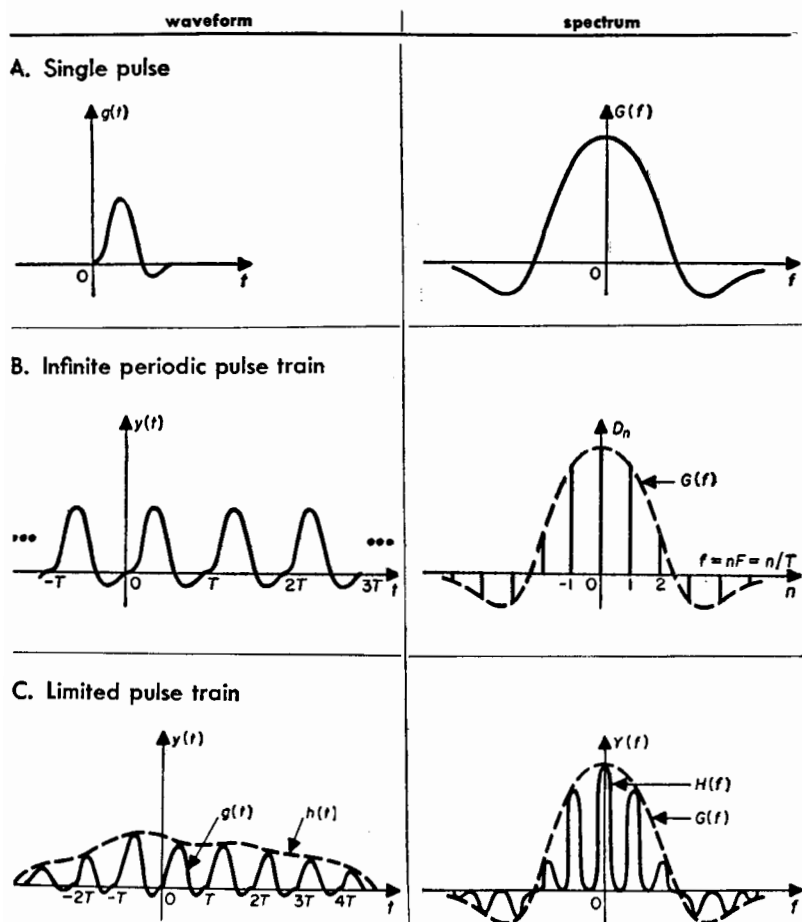 waveform spectrum
A. Single pulse
g(t) G(f)
0 t 0 f
B. Infinite periodic pulse train
y(t) Dn
G(f)
... ...
f = nF = n/T
-T 0 T 2T 3T t -1 0 1 2 n
C. Limited pulse train
y(t) Y(f)
H(f)
g(t) h(t) G(f)
-2T -T 0 T 2T 3T 4T t 0 f